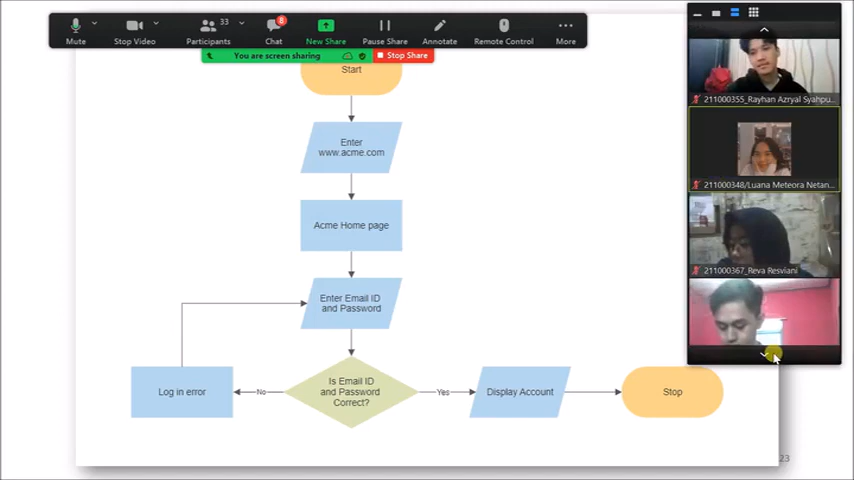 Mute
Stop Video
33
Participants
8
Chat
New Share
Pause Share
Annotate
Remote Control
More
You are screen sharing
Stop Share
Start
Enter
www.acme.com
Acme Home page
Enter Email ID
and Password
Is Email ID
and Password
Correct?
No
Log in error
Yes
Display Account
Stop
23
211000355_Rayhan Azryal Syahpu...
211000348/Luana Meteora Netan...
211000367_Reva Resviani